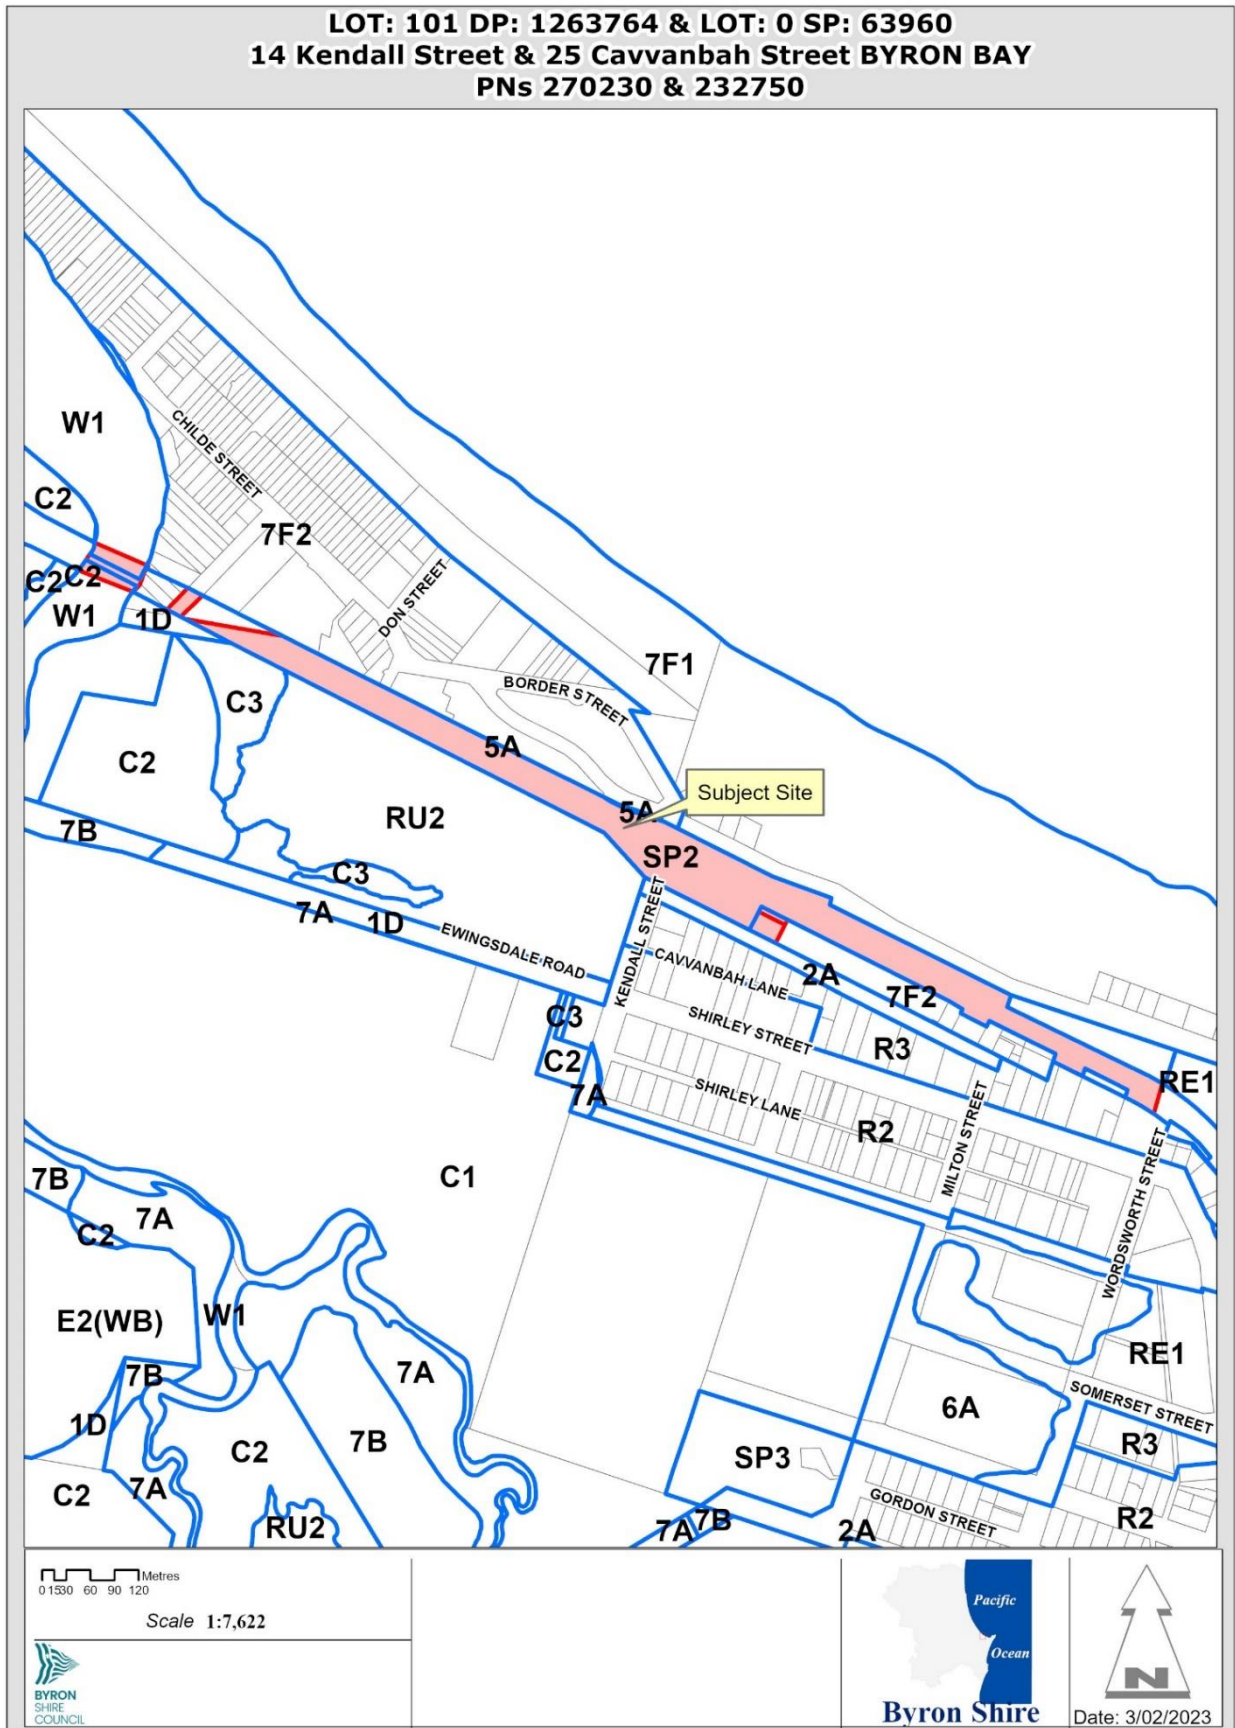 LOT: 101 DP: 1263764 & LOT: 0 SP: 63960
14 Kendall Street & 25 Cavvanbah Street BYRON BAY
PNs 270230 & 232750
W1
CHILDE STREET
C2
7F2
C2
C2
DON STREET
W1
1D
7F1
C3
BORDER STREET
5A
C2
Subject Site
5A
RU2
7B
SP2
C3
7A
1D
EWINGSDALE ROAD
KENDALL STREET
CAVVANBAH LANE
2A
7F2
C3
SHIRLEY STREET
R3
C2
RE1
7A
SHIRLEY LANE
R2
MILTON STREET
C1
7B
7A
WORDSWORTH STREET
C2
E2(WB)
W1
RE1
7B
7A
SOMERSET STREET
1D
6A
C2
7B
SP3
R3
C2
7A
GORDON STREET
RU2
7A
7B
2A
R2
Metres
0 1530 60 90 120
Scale 1:7,622
BYRON
SHIRE
COUNCIL
Pacific
Ocean
Byron Shire
N
Date: 3/02/2023